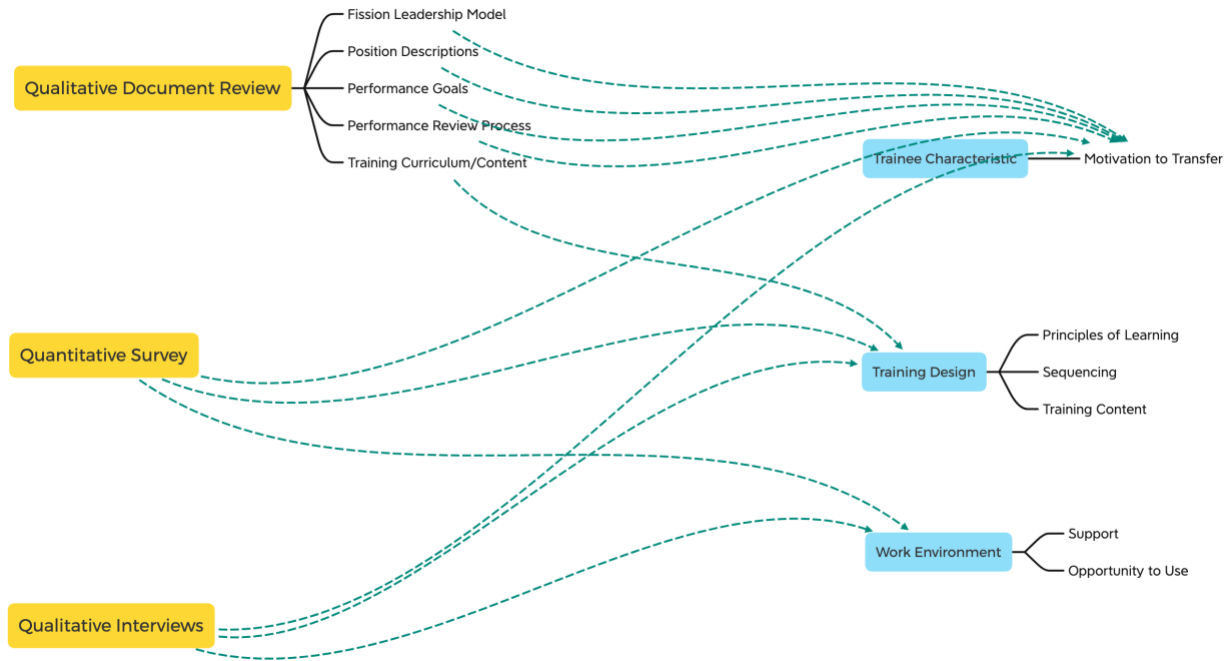 Fission Leadership Model
Position Descriptions
Qualitative Document Review
Performance Goals
Performance Review Process
Training Curriculum/Content
Trainee Characteristic
Motivation to Transfer
Quantitative Survey
Principles of Learning
Training Design
Sequencing
Training Content
Work Environment
Support
Opportunity to Use
Qualitative Interviews